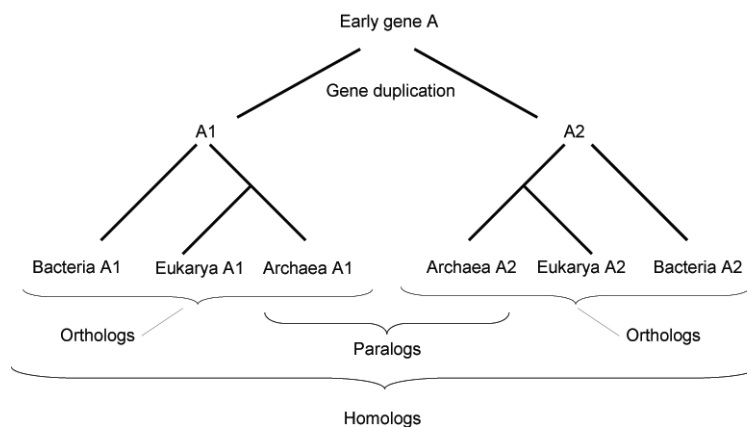 Early gene A
Gene duplication
A1
A2
Bacteria A1
Eukarya A1
Archaea A1
Archaea A2
Eukarya A2
Bacteria A2
Orthologs
Paralogs
Orthologs
Homologs